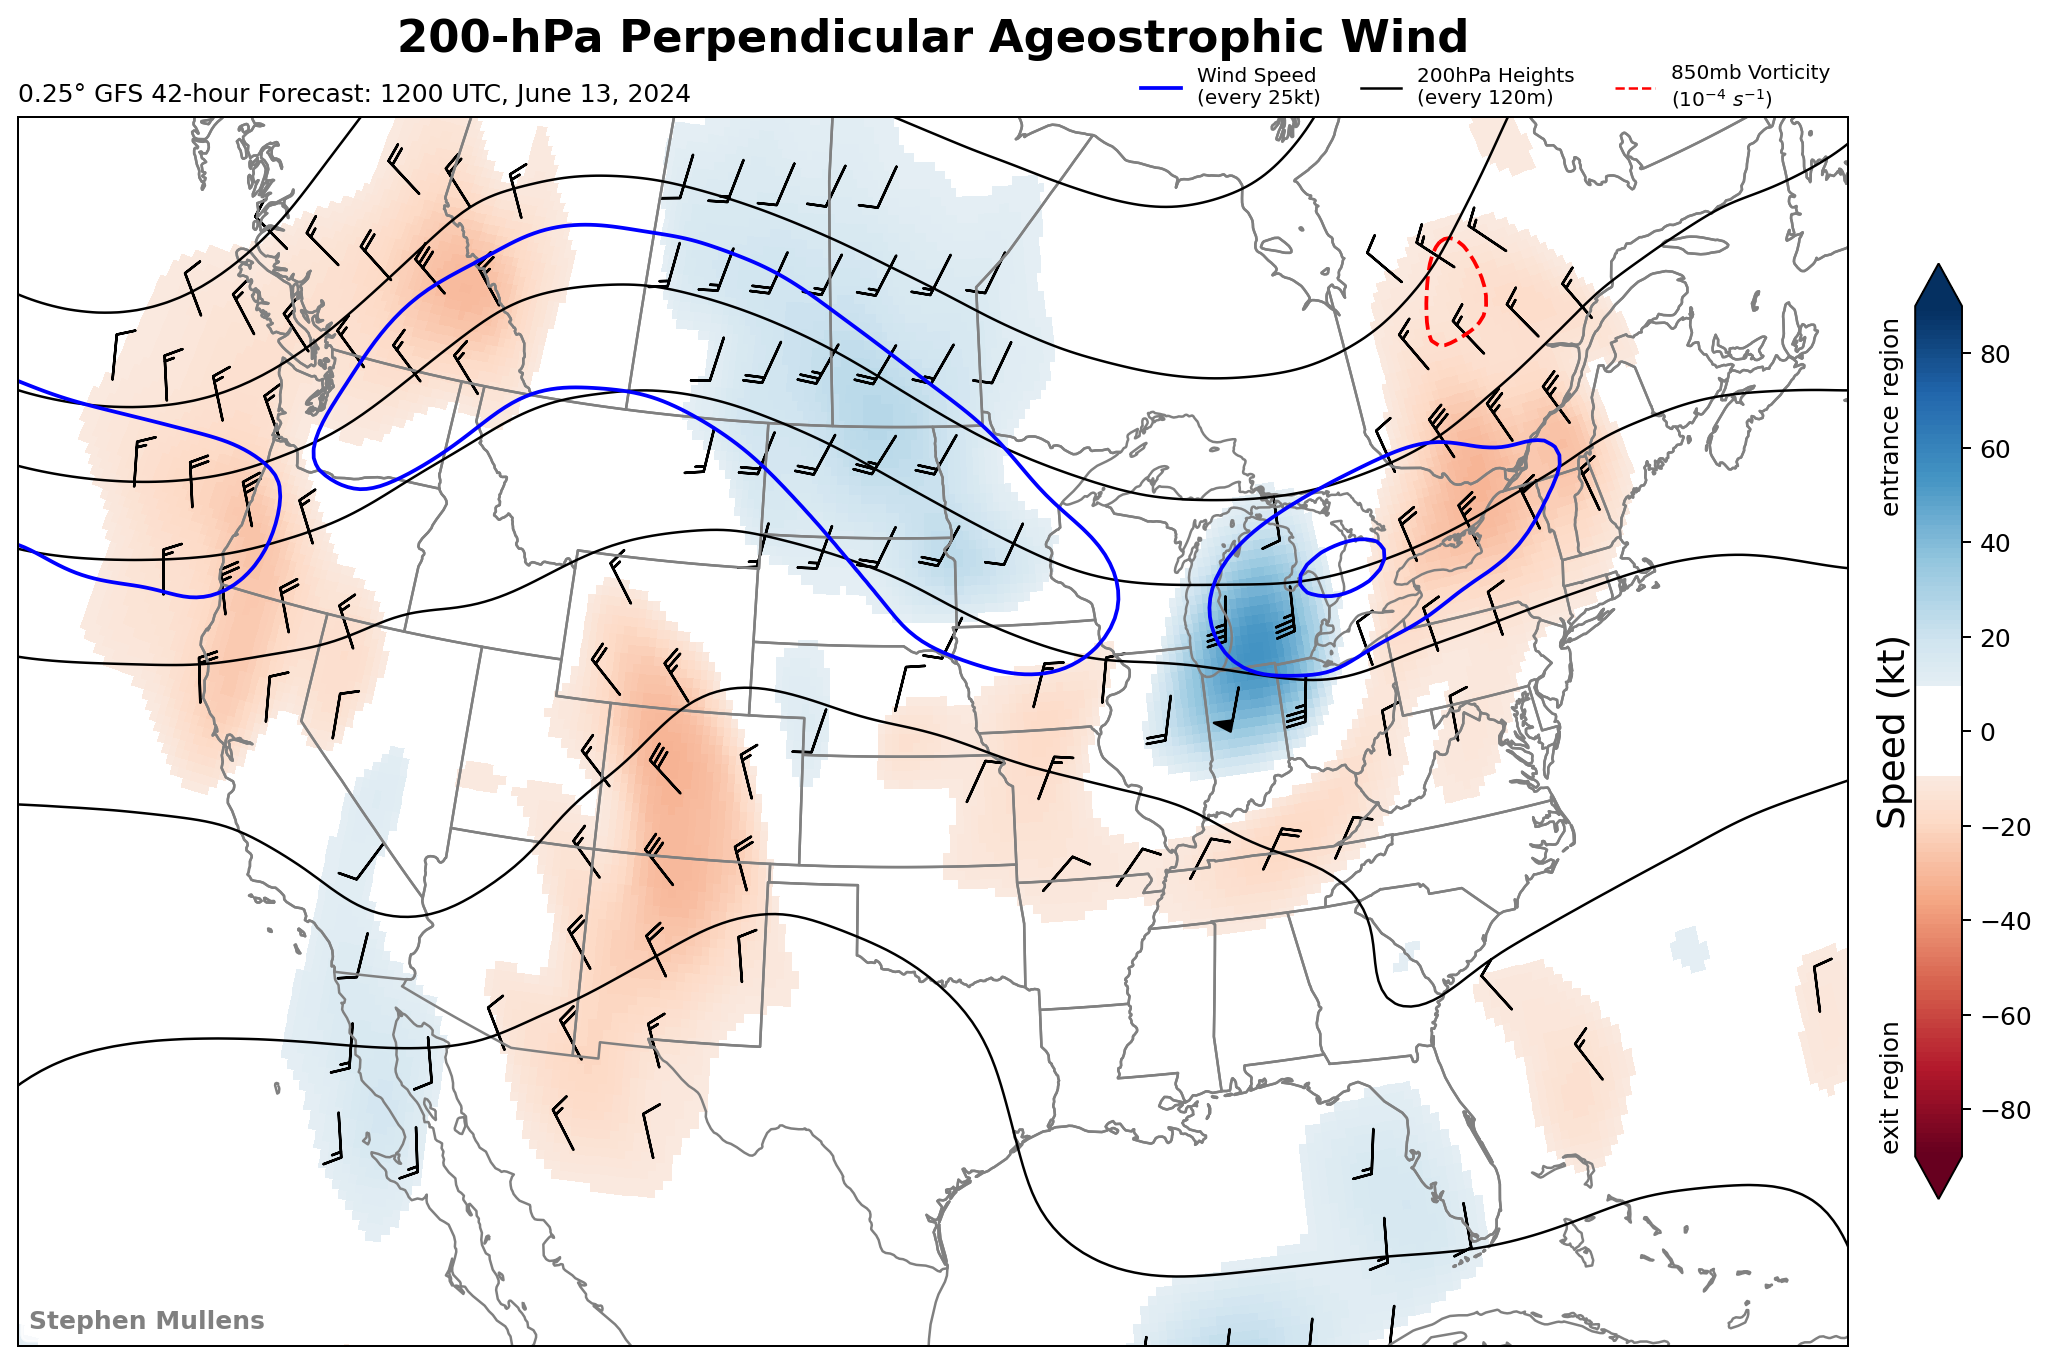 200-hPa Perpendicular Ageostrophic Wind
0.25° GFS 42-hour Forecast: 1200 UTC, June 13, 2024
Wind Speed
(every 25kt)
200hPa Heights
(every 120m)
850mb Vorticity
(10⁻⁴ s⁻¹)
entrance region
Speed (kt)
exit region
80
60
40
20
0
−20
−40
−60
−80
Stephen Mullens